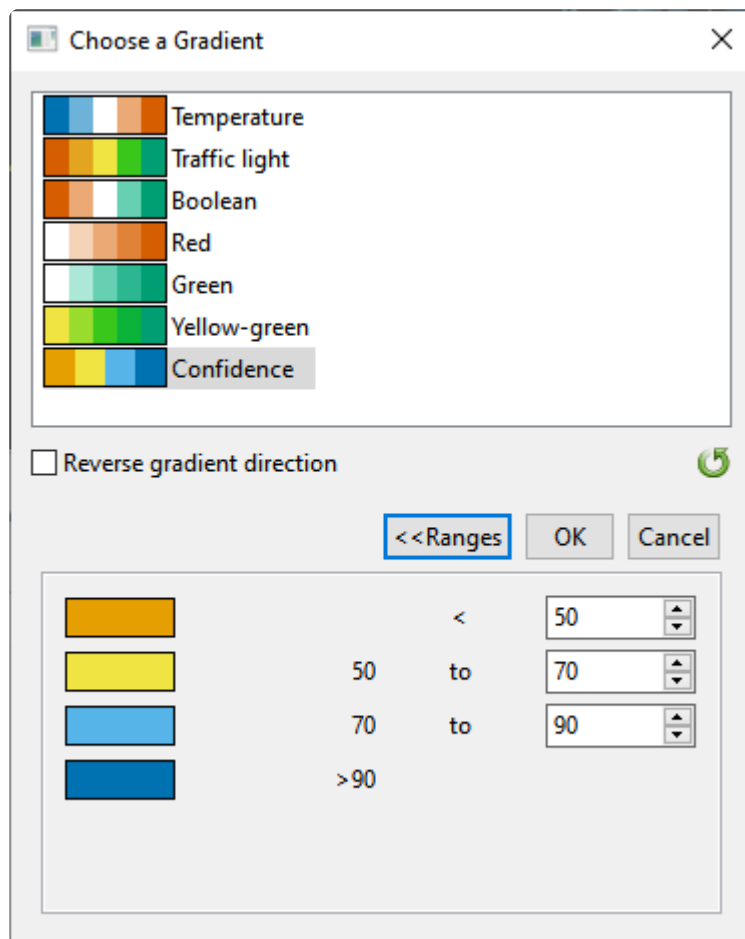 Choose a Gradient
Temperature
Traffic light
Boolean
Red
Green
Yellow-green
Confidence
Reverse gradient direction
<<Ranges OK Cancel
< 50
50 to 70
70 to 90
>90